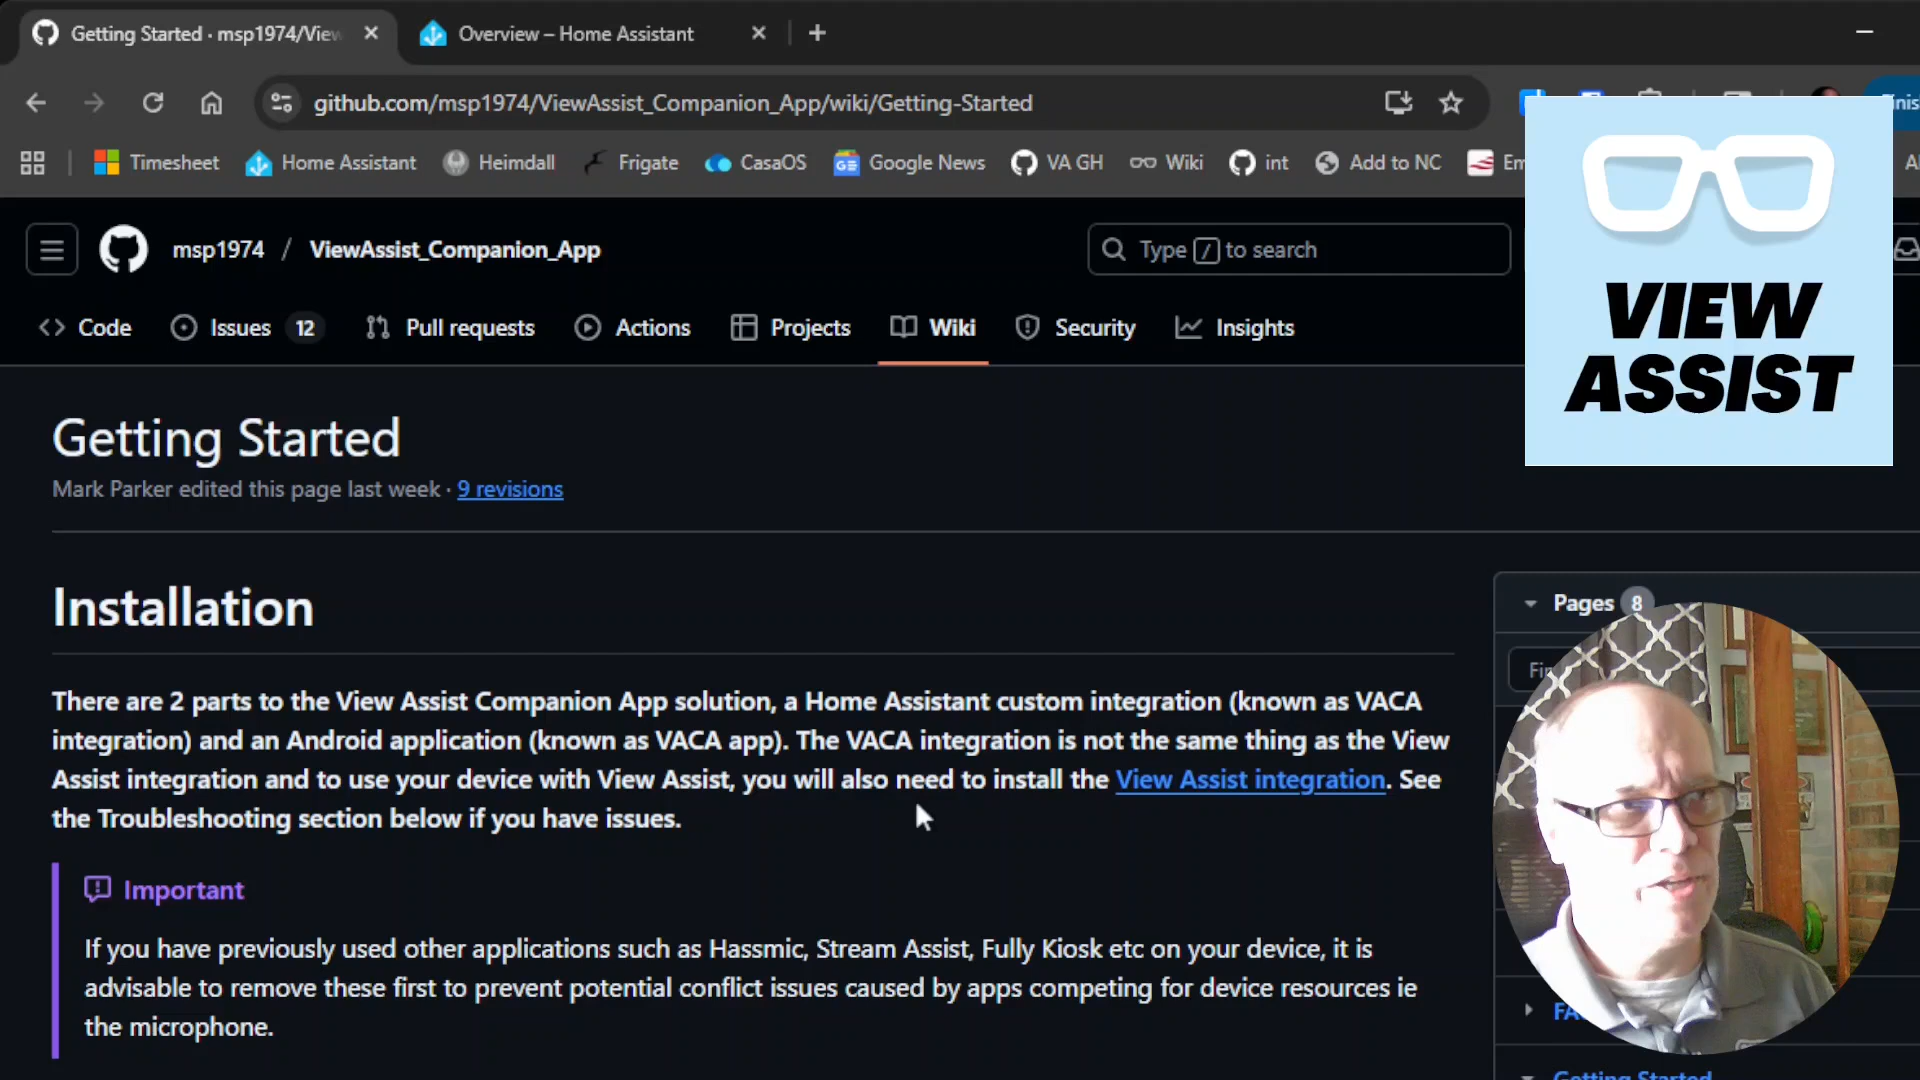 Getting Started · msp1974/View
Overview – Home Assistant
github.com/msp1974/ViewAssist_Companion_App/wiki/Getting-Started
Timesheet
Home Assistant
Heimdall
Frigate
CasaOS
Google News
VA GH
Wiki
int
Add to NC
msp1974 / ViewAssist_Companion_App
Type / to search
Code
Issues 12
Pull requests
Actions
Projects
Wiki
Security
Insights
VIEW
ASSIST
Getting Started
Mark Parker edited this page last week · 9 revisions
Installation
Pages 8
There are 2 parts to the View Assist Companion App solution, a Home Assistant custom integration (known as VACA
integration) and an Android application (known as VACA app). The VACA integration is not the same thing as the View
Assist integration and to use your device with View Assist, you will also need to install the View Assist integration. See
the Troubleshooting section below if you have issues.
Important
If you have previously used other applications such as Hassmic, Stream Assist, Fully Kiosk etc on your device, it is
advisable to remove these first to prevent potential conflict issues caused by apps competing for device resources ie
the microphone.
Getting Started